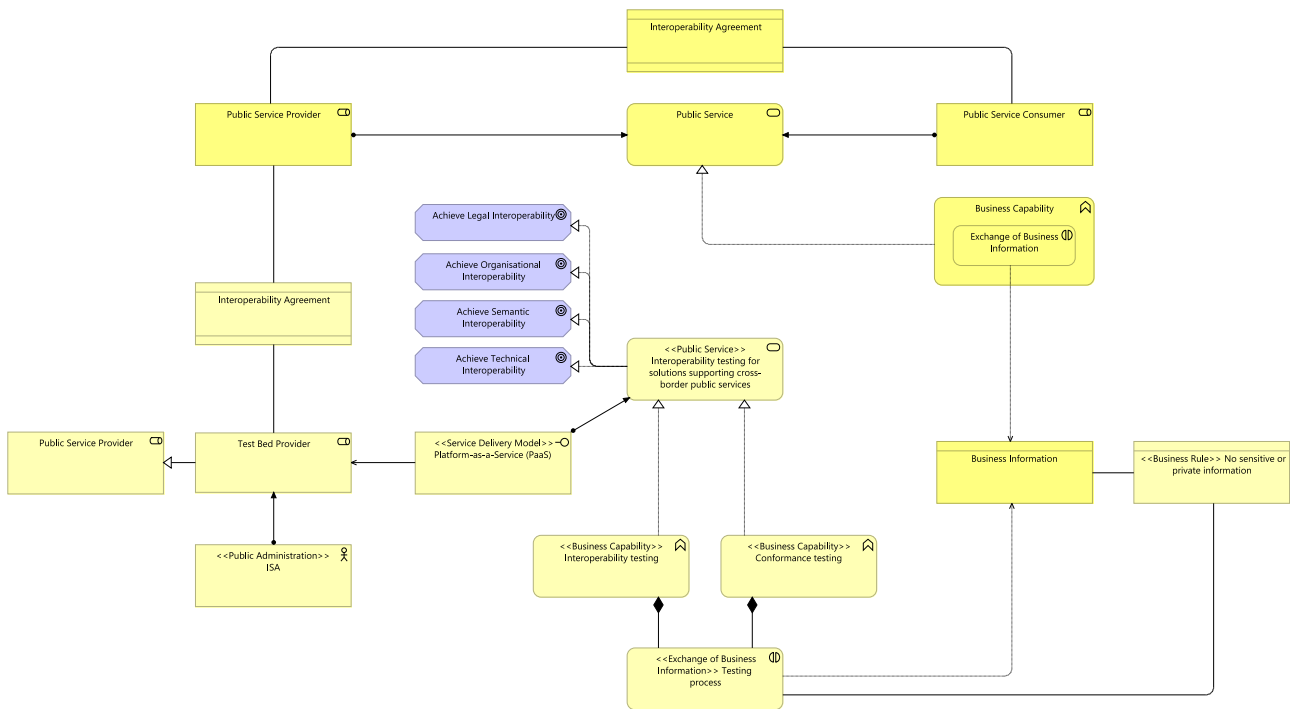 Interoperability Agreement
Public Service Provider
Public Service
Public Service Consumer
Achieve Legal Interoperability
Business Capability
Exchange of Business
Information
Achieve Organisational
Interoperability
Interoperability Agreement
Achieve Semantic
Interoperability
Achieve Technical
Interoperability
<<Public Service>>
Interoperability testing for
solutions supporting cross-
border public services
Public Service Provider
Test Bed Provider
<<Service Delivery Model>>
Platform-as-a-Service (PaaS)
Business Information
<<Business Rule>> No sensitive or
private information
<<Public Administration>>
ISA
<<Business Capability>>
Interoperability testing
<<Business Capability>>
Conformance testing
<<Exchange of Business
Information>> Testing
process